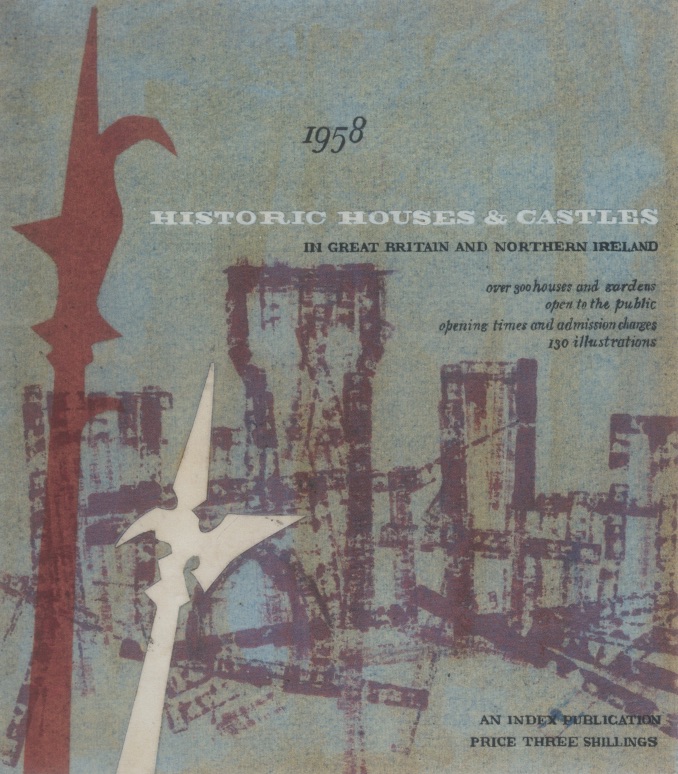 1958
HISTORIC HOUSES & CASTLES
IN GREAT BRITAIN AND NORTHERN IRELAND
over 300 houses and gardens
open to the public
opening times and admission charges
130 illustrations
AN INDEX PUBLICATION
PRICE THREE SHILLINGS